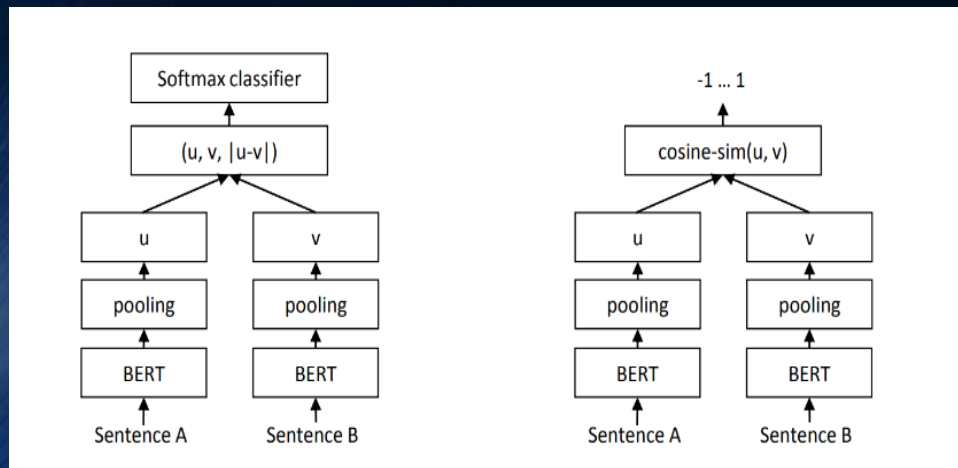 Softmax classifier
(u, v, |u-v|)
u
v
pooling
pooling
BERT
BERT
Sentence A
Sentence B
-1 ... 1
cosine-sim(u, v)
u
v
pooling
pooling
BERT
BERT
Sentence A
Sentence B